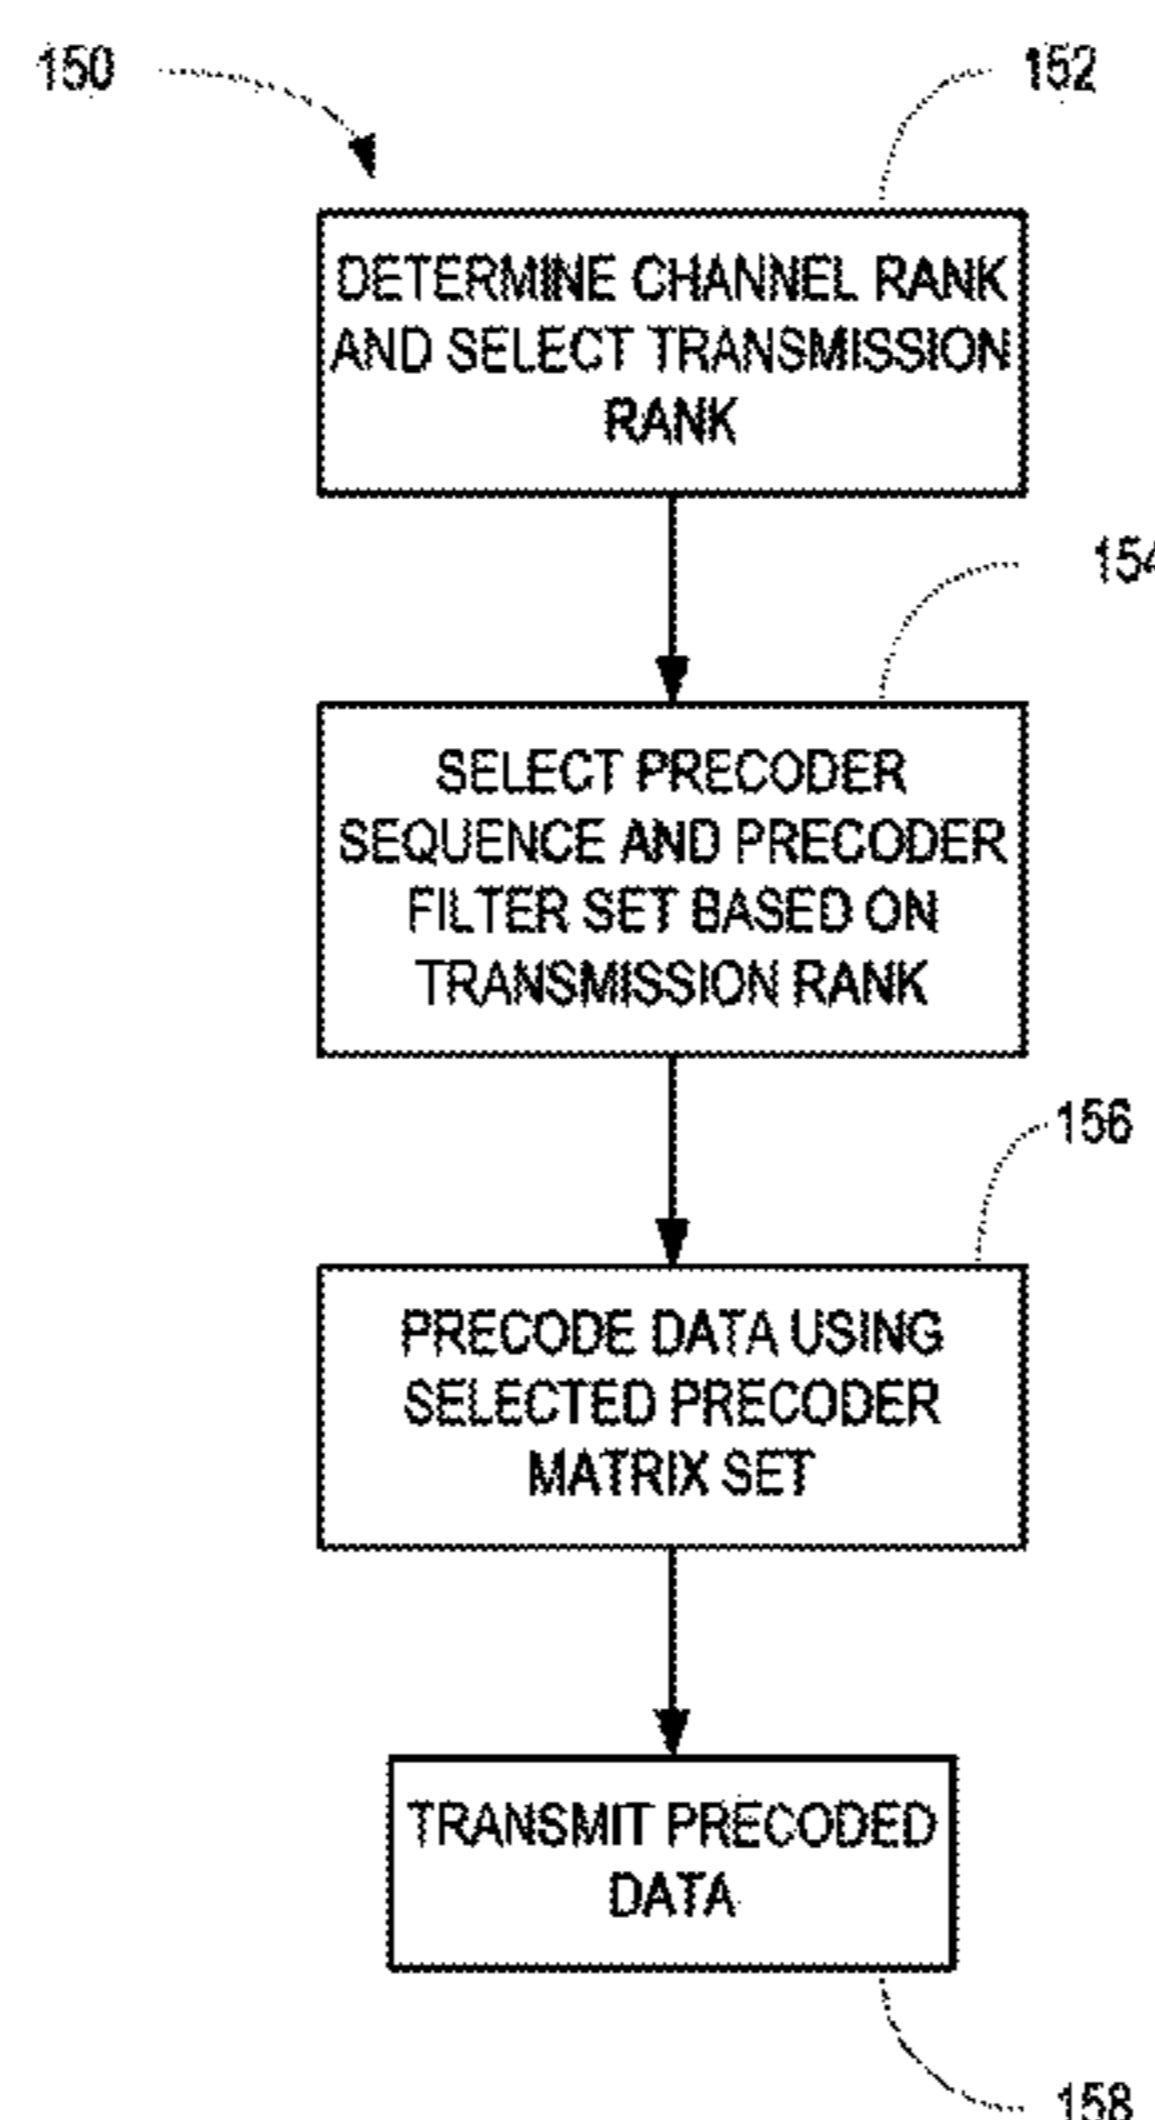 150
152
DETERMINE CHANNEL RANK
AND SELECT TRANSMISSION
RANK
154
SELECT PRECODER
SEQUENCE AND PRECODER
FILTER SET BASED ON
TRANSMISSION RANK
156
PRECODE DATA USING
SELECTED PRECODER
MATRIX SET
TRANSMIT PRECODED
DATA
158